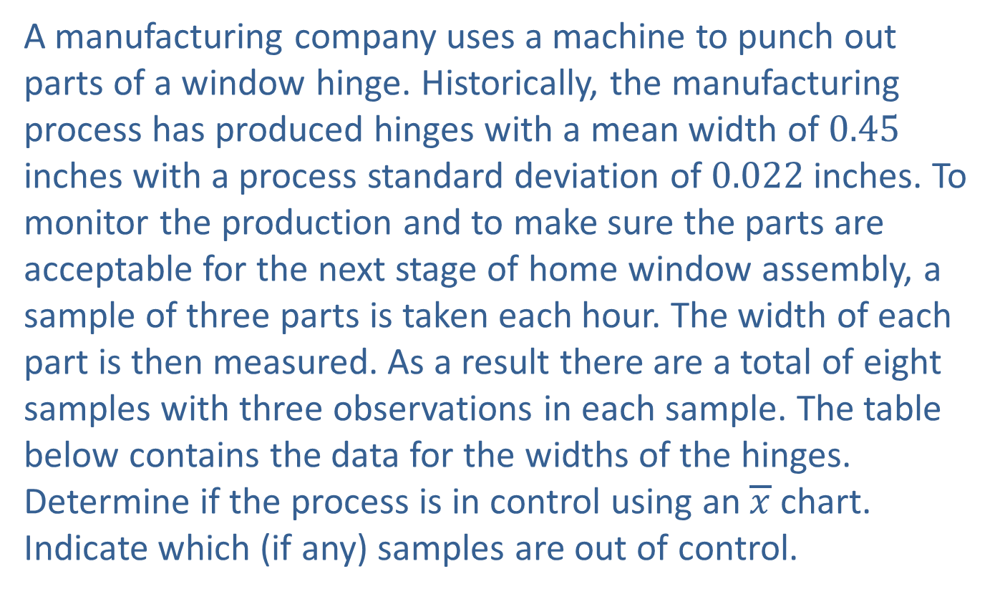 A manufacturing company uses a machine to punch out
parts of a window hinge. Historically, the manufacturing
process has produced hinges with a mean width of 0.45
inches with a process standard deviation of 0.022 inches. To
monitor the production and to make sure the parts are
acceptable for the next stage of home window assembly, a
sample of three parts is taken each hour. The width of each
part is then measured. As a result there are a total of eight
samples with three observations in each sample. The table
below contains the data for the widths of the hinges.
Determine if the process is in control using an x̅ chart.
Indicate which (if any) samples are out of control.